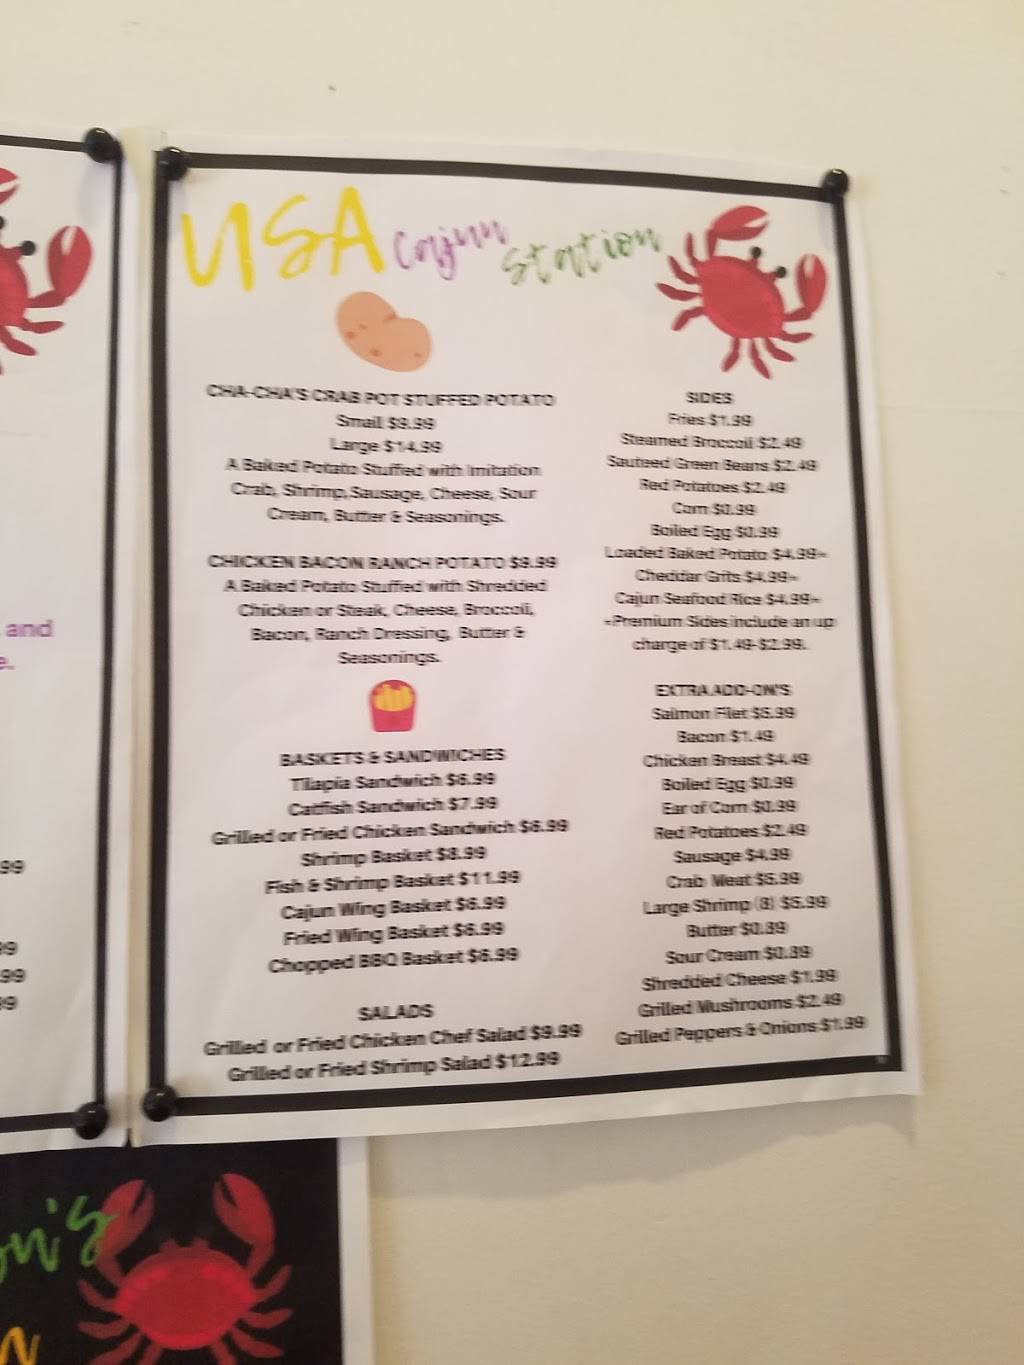 USA Cajun Station
CHA-CHA'S CRAB POT STUFFED POTATO
Small $9.99
Large $14.99
A Baked Potato Stuffed with Imitation
Crab, Shrimp, Sausage, Cheese, Sour
Cream, Butter & Seasonings.
CHICKEN BACON RANCH POTATO $9.99
A Baked Potato Stuffed with Shredded
Chicken or Steak, Cheese, Broccoli,
Bacon, Ranch Dressing, Butter &
Seasonings.
BASKETS & SANDWICHES
Tilapia Sandwich $6.99
Catfish Sandwich $7.99
Grilled or Fried Chicken Sandwich $6.99
Shrimp Basket $8.99
Fish & Shrimp Basket $11.99
Cajun Wing Basket $6.99
Fried Wing Basket $6.99
Chopped BBQ Basket $6.99
SALADS
Grilled or Fried Chicken Chef Salad $9.99
Grilled or Fried Shrimp Salad $12.99
SIDES
Fries $1.99
Steamed Broccoli $2.49
Sauteed Green Beans $2.49
Red Potatoes $2.49
Corn $0.99
Boiled Egg $0.99
Loaded Baked Potato $4.99~
Cheddar Grits $4.99~
Cajun Seafood Rice $4.99~
~Premium Sides include an up
charge of $1.49-$2.99.
EXTRA ADD-ON'S
Salmon Filet $5.99
Bacon $1.49
Chicken Breast $4.49
Boiled Egg $0.99
Ear of Corn $0.99
Red Potatoes $2.49
Sausage $4.99
Crab Meat $5.99
Large Shrimp (8) $5.99
Butter $0.89
Sour Cream $0.89
Shredded Cheese $1.99
Grilled Mushrooms $2.49
Grilled Peppers & Onions $1.99
and
e.
99
99
99
99
n's